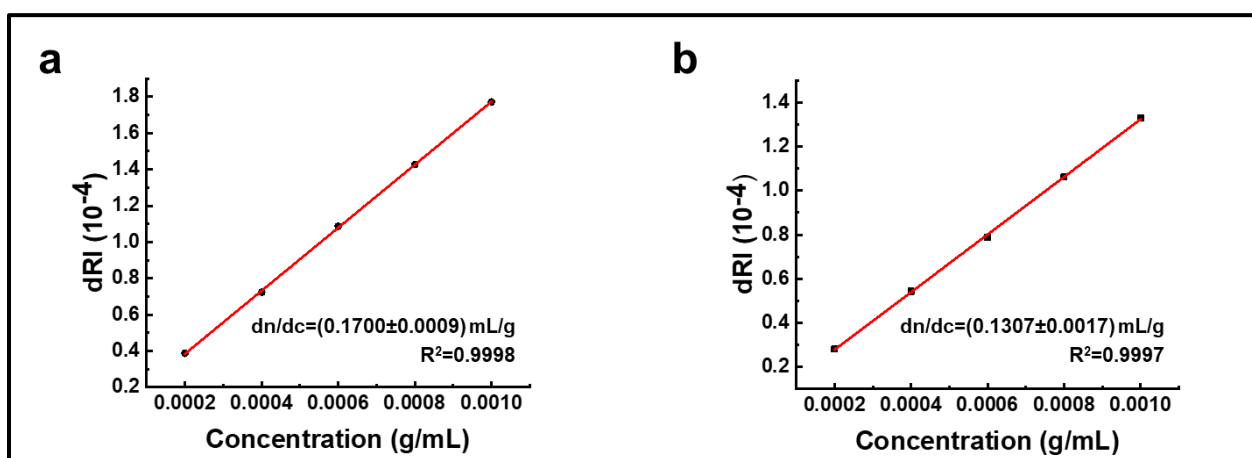 a
dRI (10⁻⁴)
1.8
1.6
1.4
1.2
1.0
0.8
0.6
0.4
0.2
dn/dc=(0.1700±0.0009) mL/g
R²=0.9998
0.0002 0.0004 0.0006 0.0008 0.0010
Concentration (g/mL)
b
dRI (10⁻⁴)
1.4
1.2
1.0
0.8
0.6
0.4
0.2
dn/dc=(0.1307±0.0017) mL/g
R²=0.9997
0.0002 0.0004 0.0006 0.0008 0.0010
Concentration (g/mL)